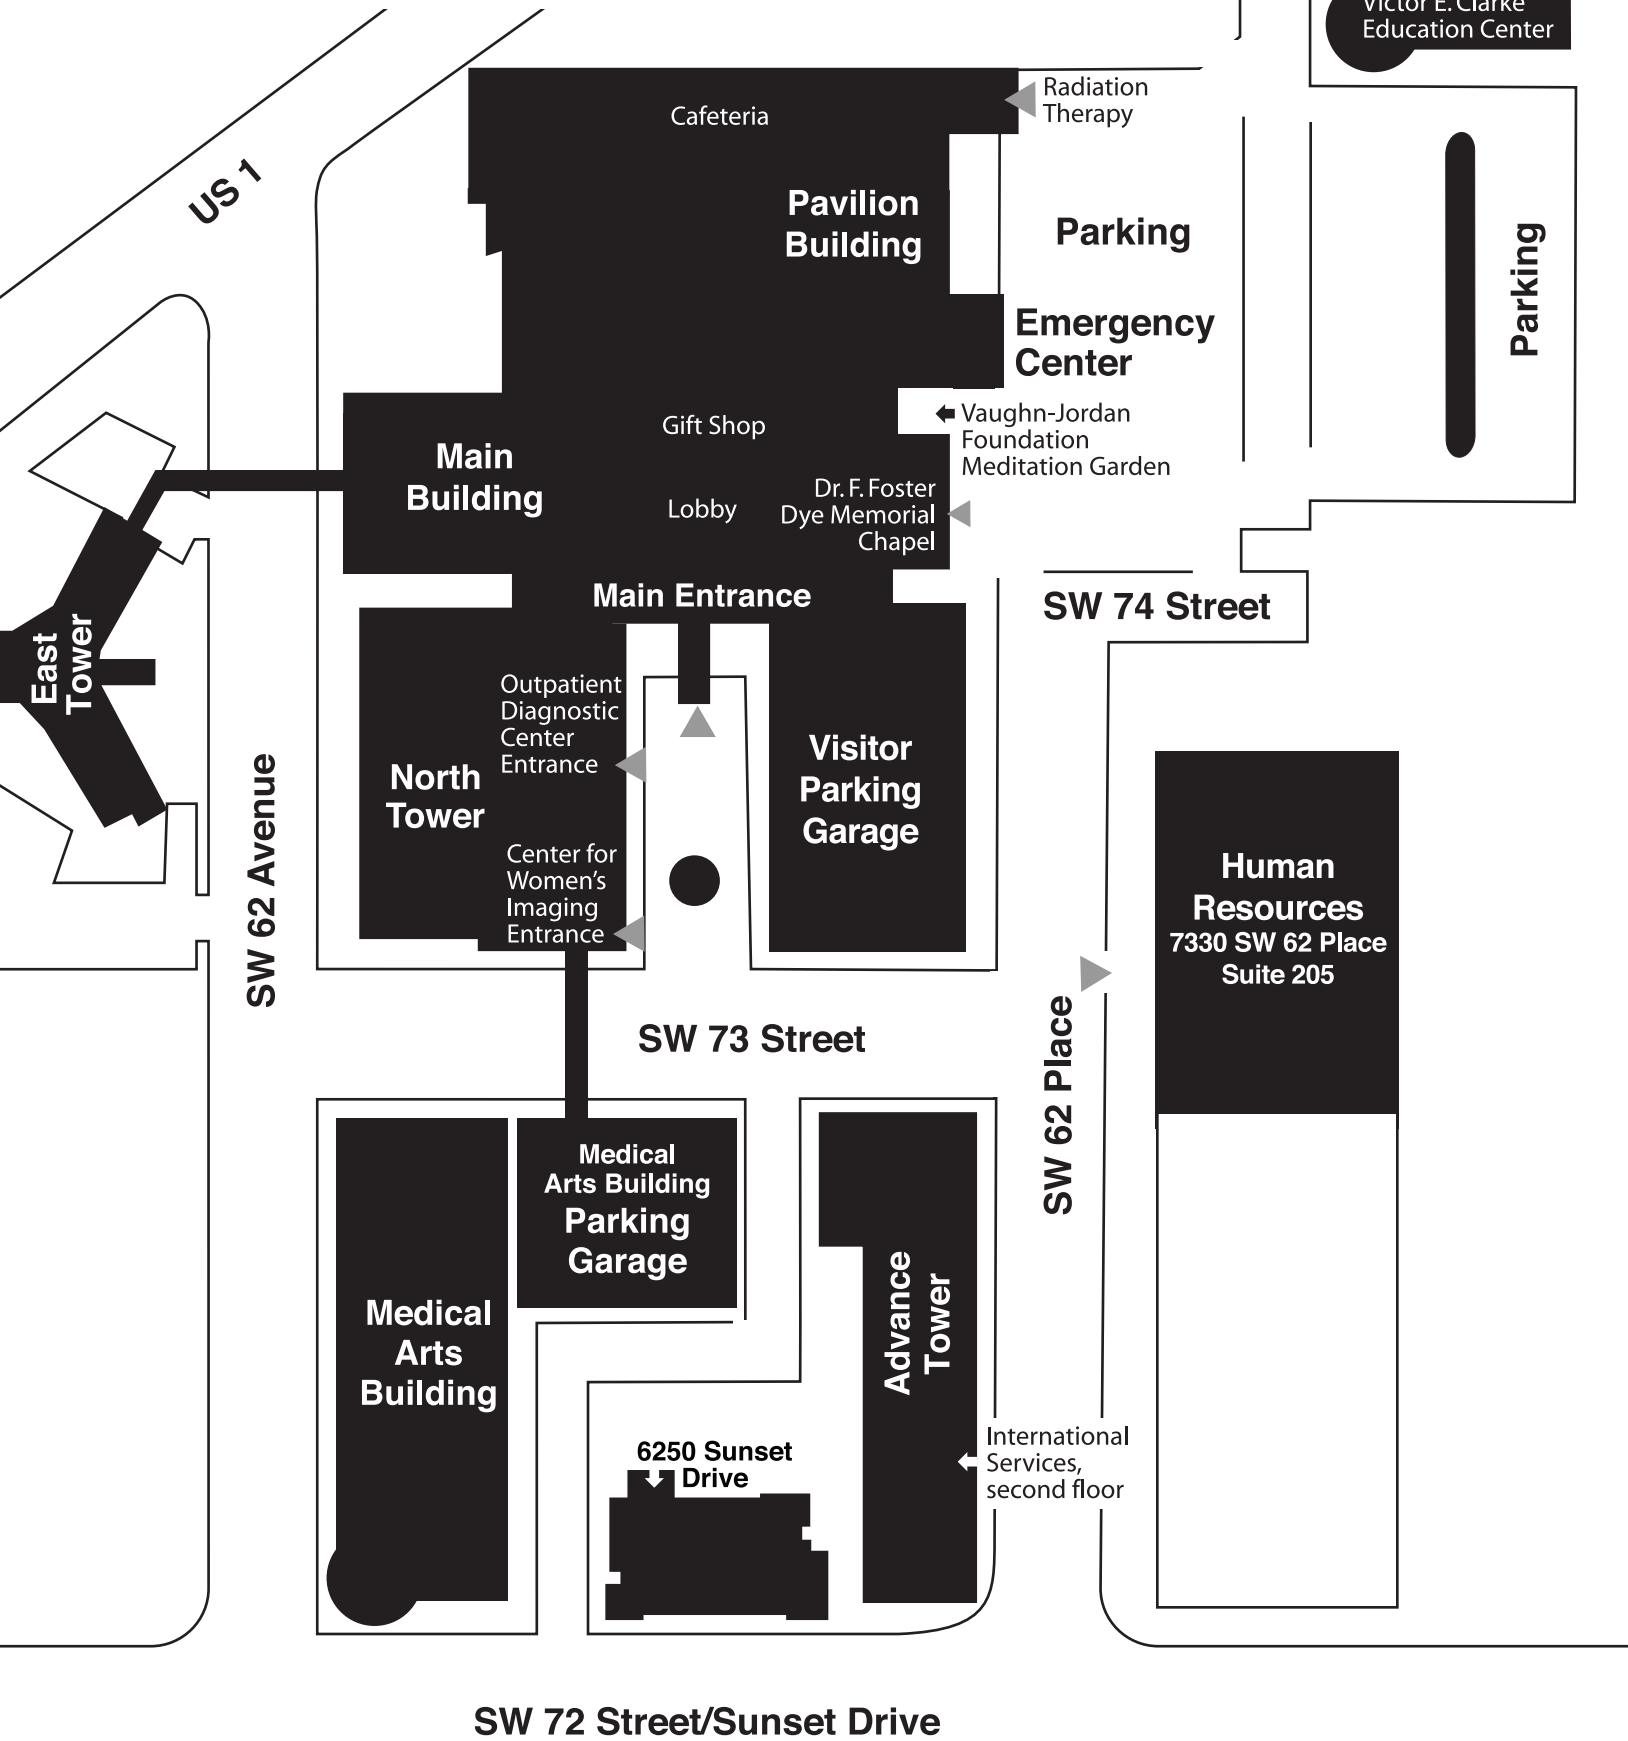 Victor E. Clarke
Education Center
Radiation
Therapy
Cafeteria
US 1
Pavilion
Building
Parking
Parking
Emergency
Center
Gift Shop
Vaughn-Jordan
Foundation
Meditation Garden
Main
Building
Lobby
Dr. F. Foster
Dye Memorial
Chapel
Main Entrance
SW 74 Street
East
Tower
Outpatient
Diagnostic
Center
Entrance
North
Tower
Visitor
Parking
Garage
Center for
Women's
Imaging
Entrance
SW 62 Avenue
Human
Resources
7330 SW 62 Place
Suite 205
SW 73 Street
SW 62 Place
Medical
Arts Building
Parking
Garage
Medical
Arts
Building
Advance
Tower
6250 Sunset
Drive
International
Services,
second floor
SW 72 Street/Sunset Drive